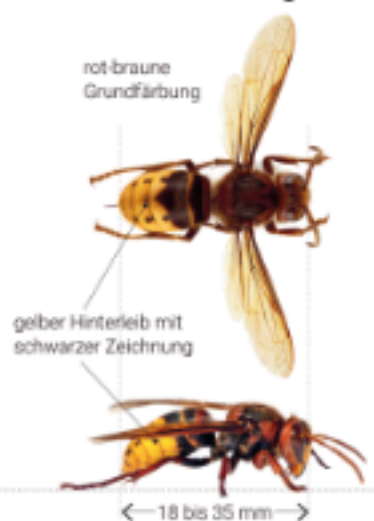 rot-braune
Grundfärbung
gelber Hinterleib mit
schwarzer Zeichnung
18 bis 35 mm